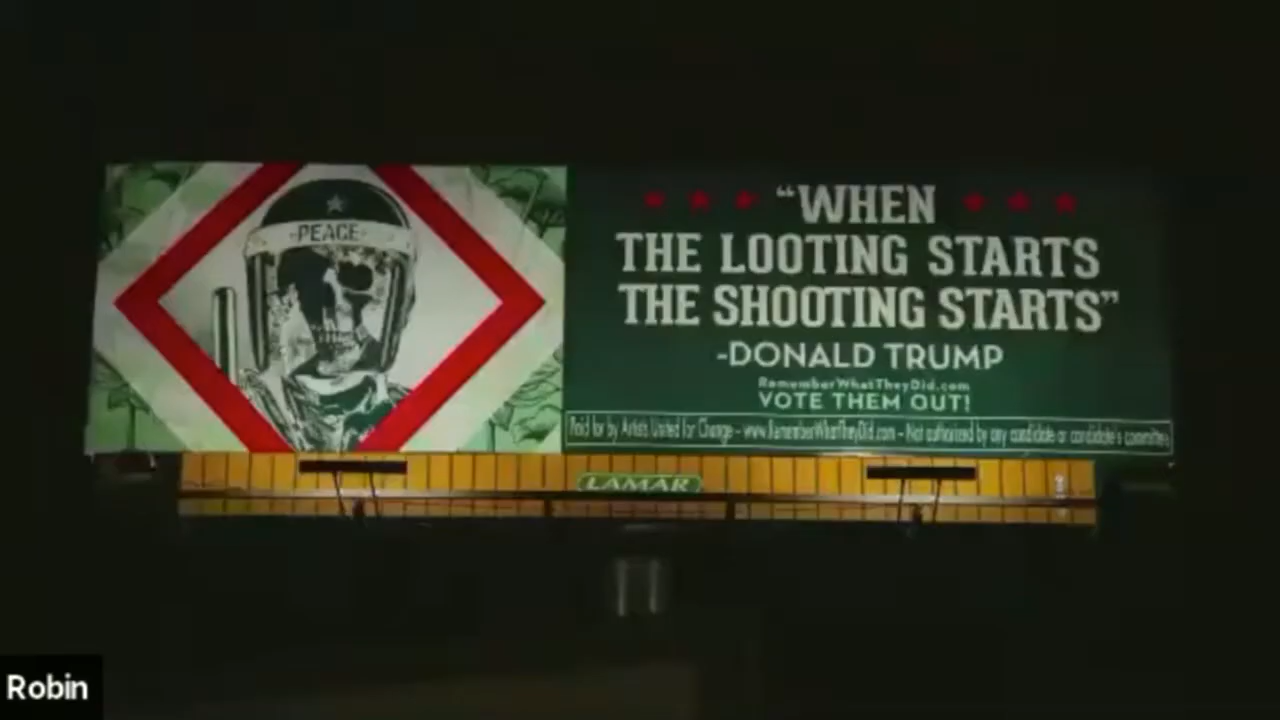 -PEACE-
"WHEN
THE LOOTING STARTS
THE SHOOTING STARTS"
-DONALD TRUMP
RememberWhatTheyDid.com
VOTE THEM OUT!
Paid for by Artists United for Change - www.RememberWhatTheyDid.com - Not authorized by any candidate or candidate's committee
LAMAR
Robin